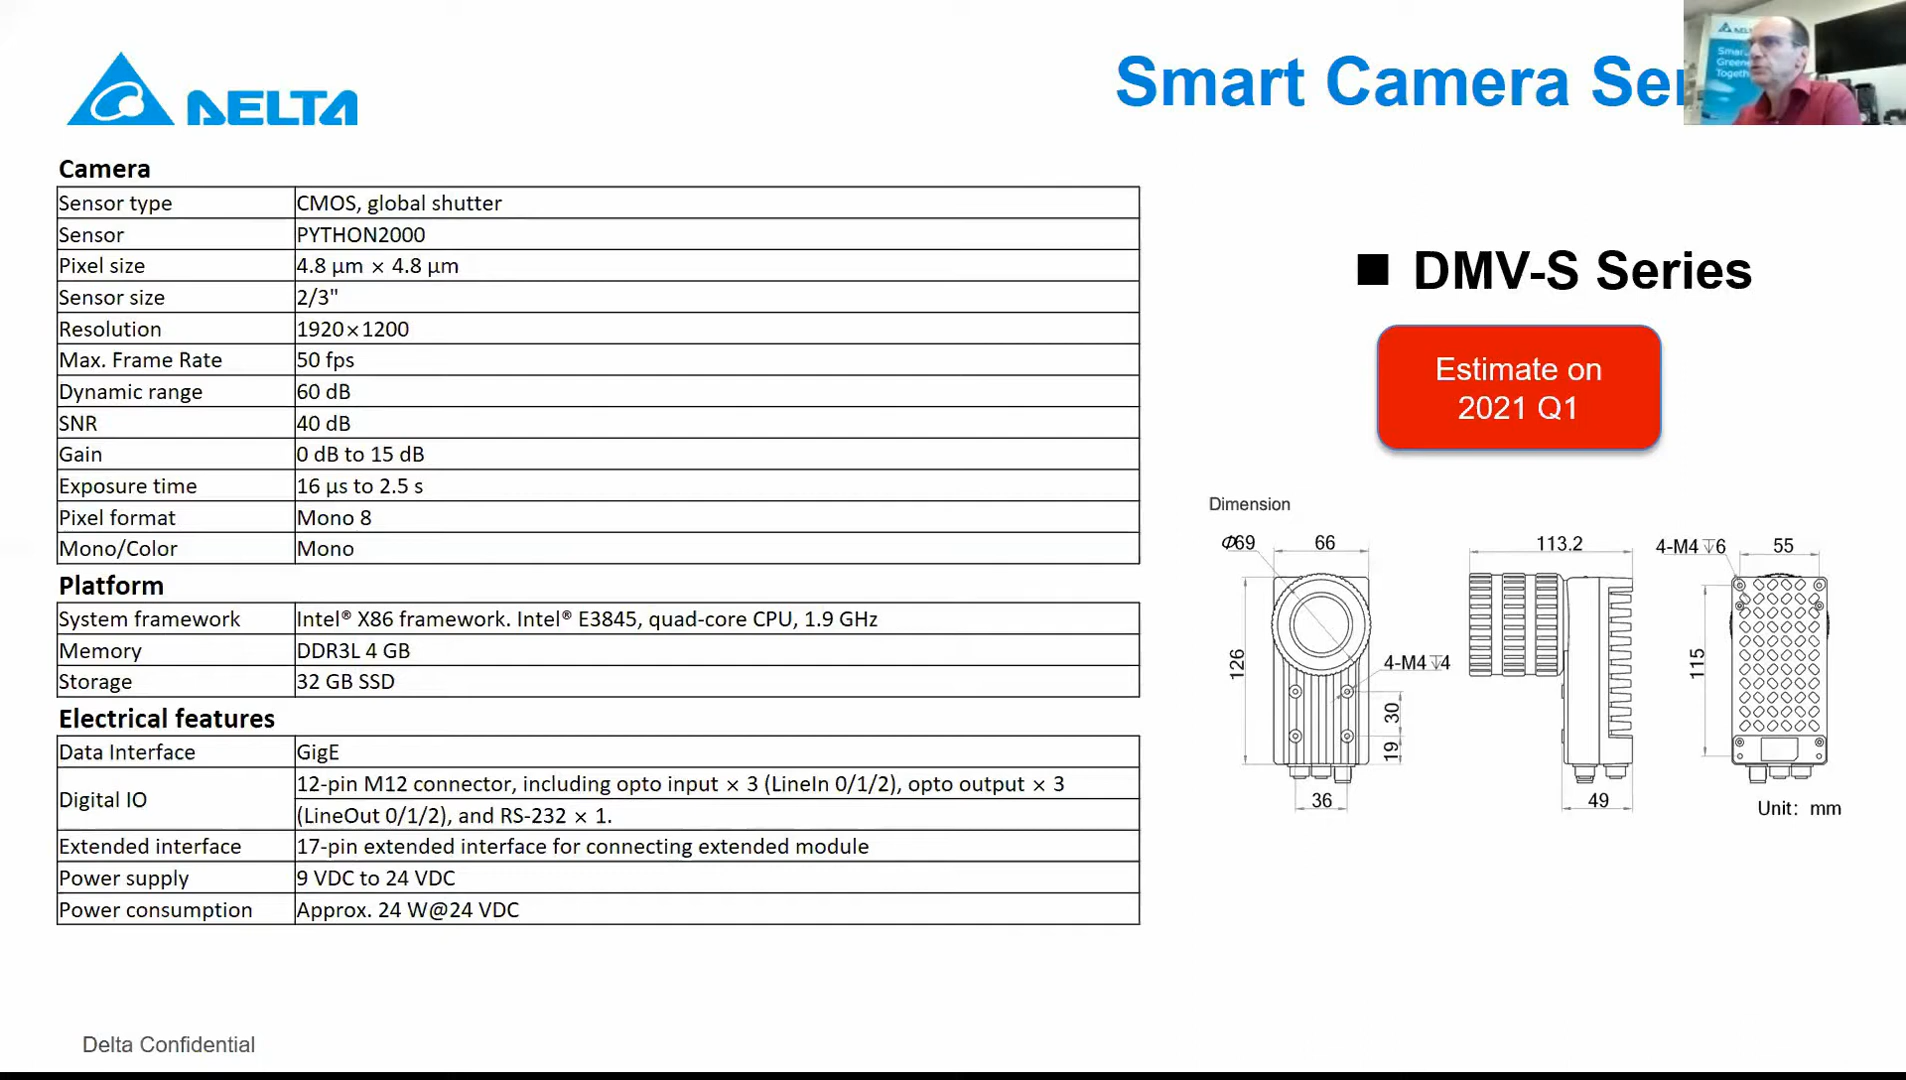 DELTA
Smart Camera Ser
Smar
Greene
Togeth
Camera
Sensor type CMOS, global shutter
Sensor PYTHON2000
Pixel size 4.8 μm × 4.8 μm
Sensor size 2/3"
Resolution 1920×1200
Max. Frame Rate 50 fps
Dynamic range 60 dB
SNR 40 dB
Gain 0 dB to 15 dB
Exposure time 16 μs to 2.5 s
Pixel format Mono 8
Mono/Color Mono
Platform
System framework Intel® X86 framework. Intel® E3845, quad-core CPU, 1.9 GHz
Memory DDR3L 4 GB
Storage 32 GB SSD
Electrical features
Data Interface GigE
Digital IO 12-pin M12 connector, including opto input × 3 (LineIn 0/1/2), opto output × 3
(LineOut 0/1/2), and RS-232 × 1.
Extended interface 17-pin extended interface for connecting extended module
Power supply 9 VDC to 24 VDC
Power consumption Approx. 24 W@24 VDC
■ DMV-S Series
Estimate on
2021 Q1
Dimension
Φ69 66 113.2 4-M4↧6 55
126 4-M4↧4 115
30
19
36 49
Unit: mm
Delta Confidential